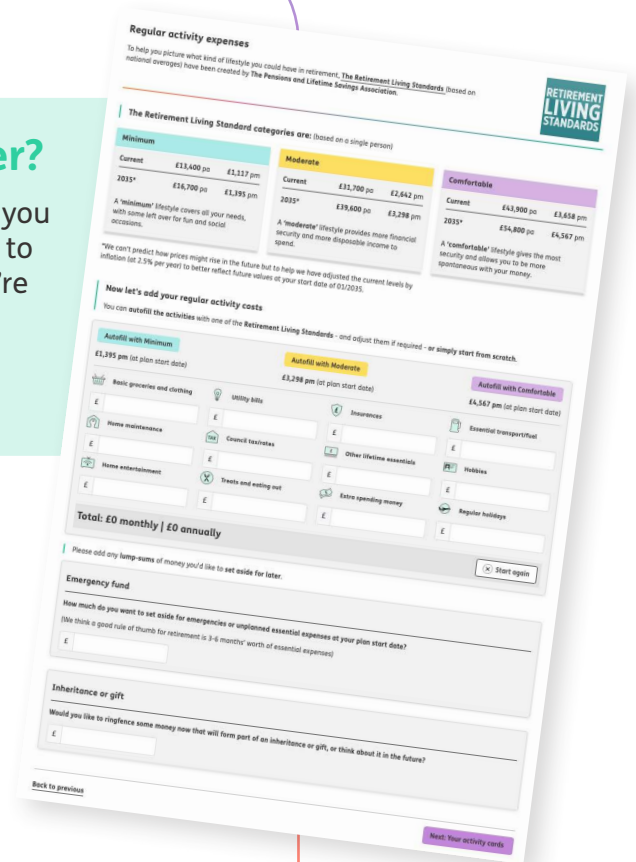 er?
you
to
're
Regular activity expenses
To help you picture what kind of lifestyle you could have in retirement, The Retirement Living Standards (based on
national averages) have been created by The Pensions and Lifetime Savings Association.
RETIREMENT
LIVING
STANDARDS
The Retirement Living Standard categories are: (based on a single person)
Minimum
Current £13,400 pa £1,117 pm
2035* £16,700 pa £1,395 pm
A 'minimum' lifestyle covers all your needs,
with some left over for fun and social
occasions.
Moderate
Current £31,700 pa £2,642 pm
2035* £39,600 pa £3,298 pm
A 'moderate' lifestyle provides more financial
security and more disposable income to
spend.
Comfortable
Current £43,900 pa £3,658 pm
2035* £54,800 pa £4,567 pm
A 'comfortable' lifestyle gives the most
security and allows you to be more
spontaneous with your money.
*We can't predict how prices might rise in the future but to help we have adjusted the current levels by
inflation (at 2.5% per year) to better reflect future values at your start date of 01/2035.
Now let's add your regular activity costs
You can autofill the activities with one of the Retirement Living Standards - and adjust them if required - or simply start from scratch.
Autofill with Minimum
£1,395 pm (at plan start date)
Autofill with Moderate
£3,298 pm (at plan start date)
Autofill with Comfortable
£4,567 pm (at plan start date)
Basic groceries and clothing
£
Utility bills
£
Insurances
£
Essential transport/fuel
£
Home maintenance
£
TAX
Council tax/rates
£
Other lifetime essentials
£
Hobbies
£
Home entertainment
£
Treats and eating out
£
Extra spending money
£
Regular holidays
£
Total: £0 monthly | £0 annually
Start again
Please add any lump-sums of money you'd like to set aside for later.
Emergency fund
How much do you want to set aside for emergencies or unplanned essential expenses at your plan start date?
(We think a good rule of thumb for retirement is 3-6 months' worth of essential expenses)
£
Inheritance or gift
Would you like to ringfence some money now that will form part of an inheritance or gift, or think about it in the future?
£
Back to previous
Next: Your activity cards